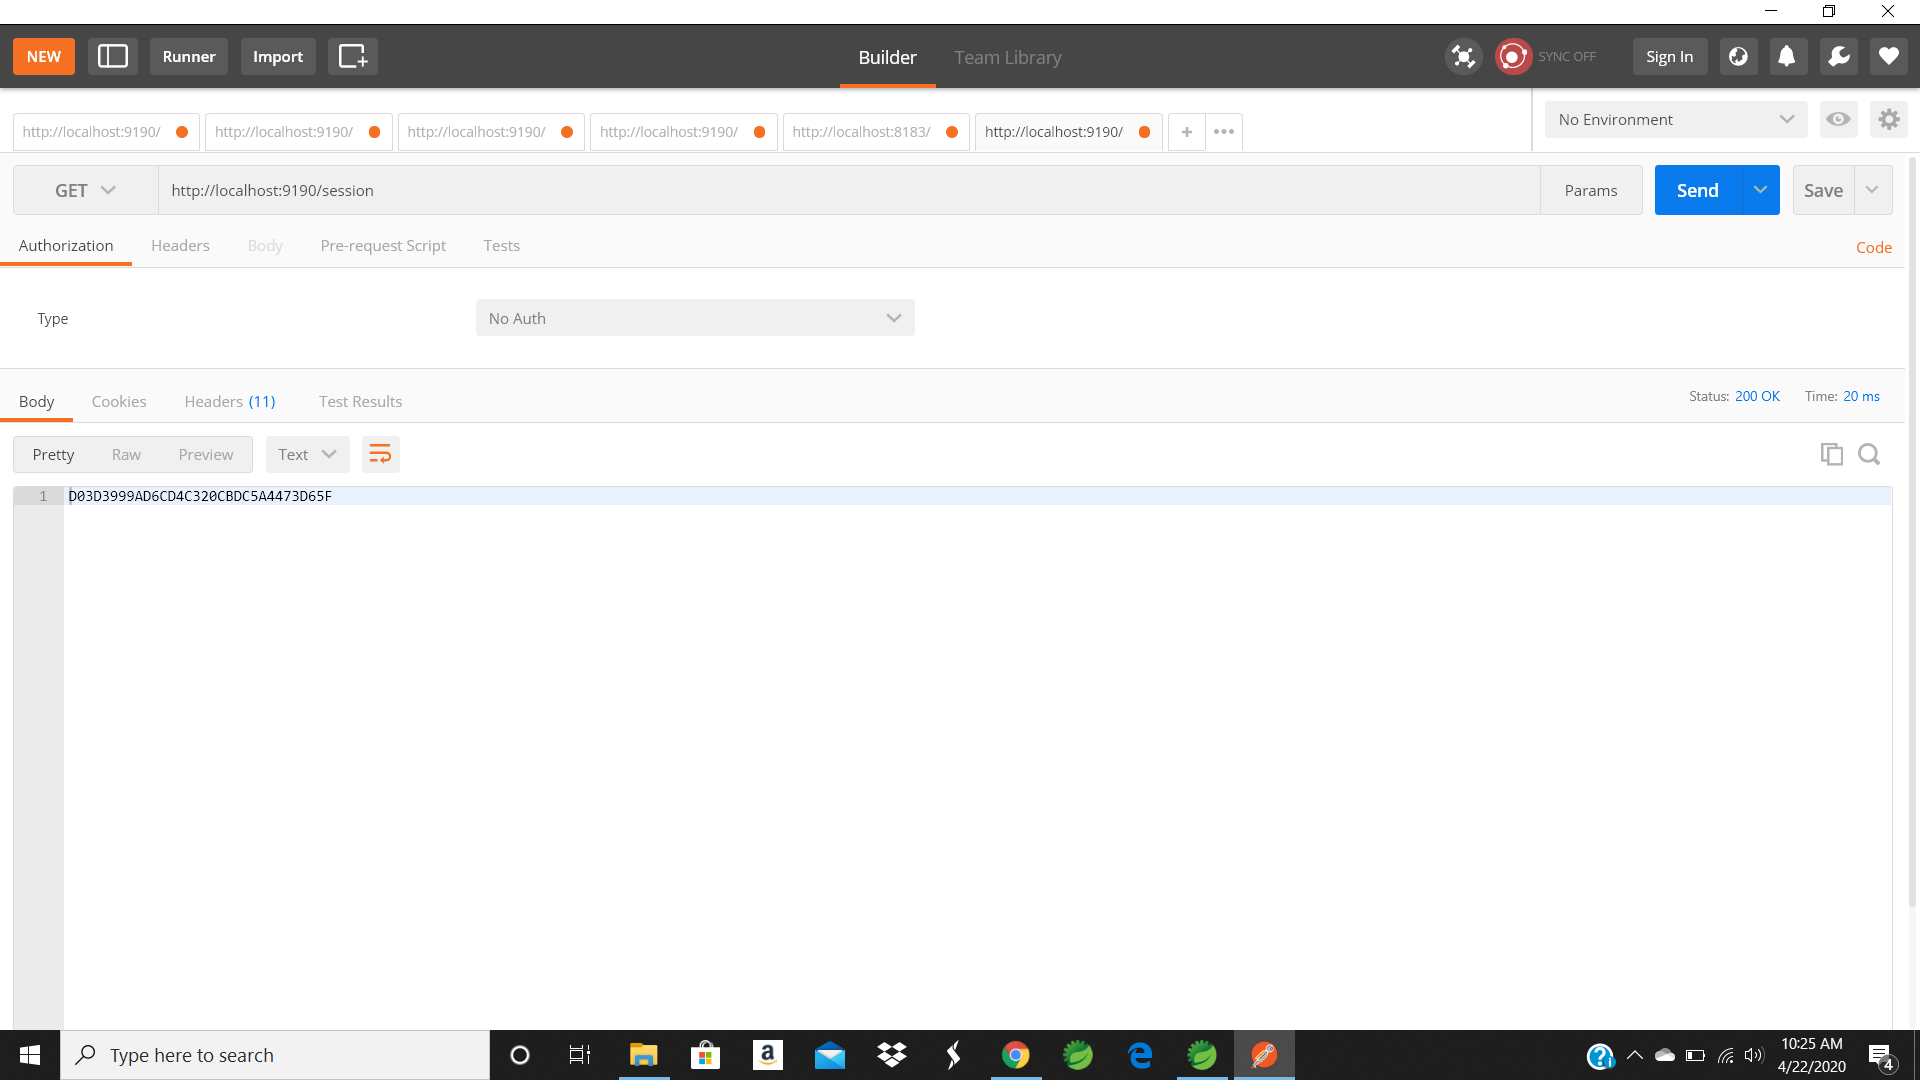 NEW
Runner
Import
Builder
Team Library
SYNC OFF
Sign In
http://localhost:9190/
http://localhost:9190/
http://localhost:9190/
http://localhost:9190/
http://localhost:8183/
http://localhost:9190/
No Environment
GET
http://localhost:9190/session
Params
Send
Save
Authorization
Headers
Body
Pre-request Script
Tests
Code
Type
No Auth
Body
Cookies
Headers (11)
Test Results
Status: 200 OK
Time: 20 ms
Pretty
Raw
Preview
Text
1
D03D3999AD6CD4C320CBDC5A4473D65F
Type here to search
10:25 AM
4/22/2020
4